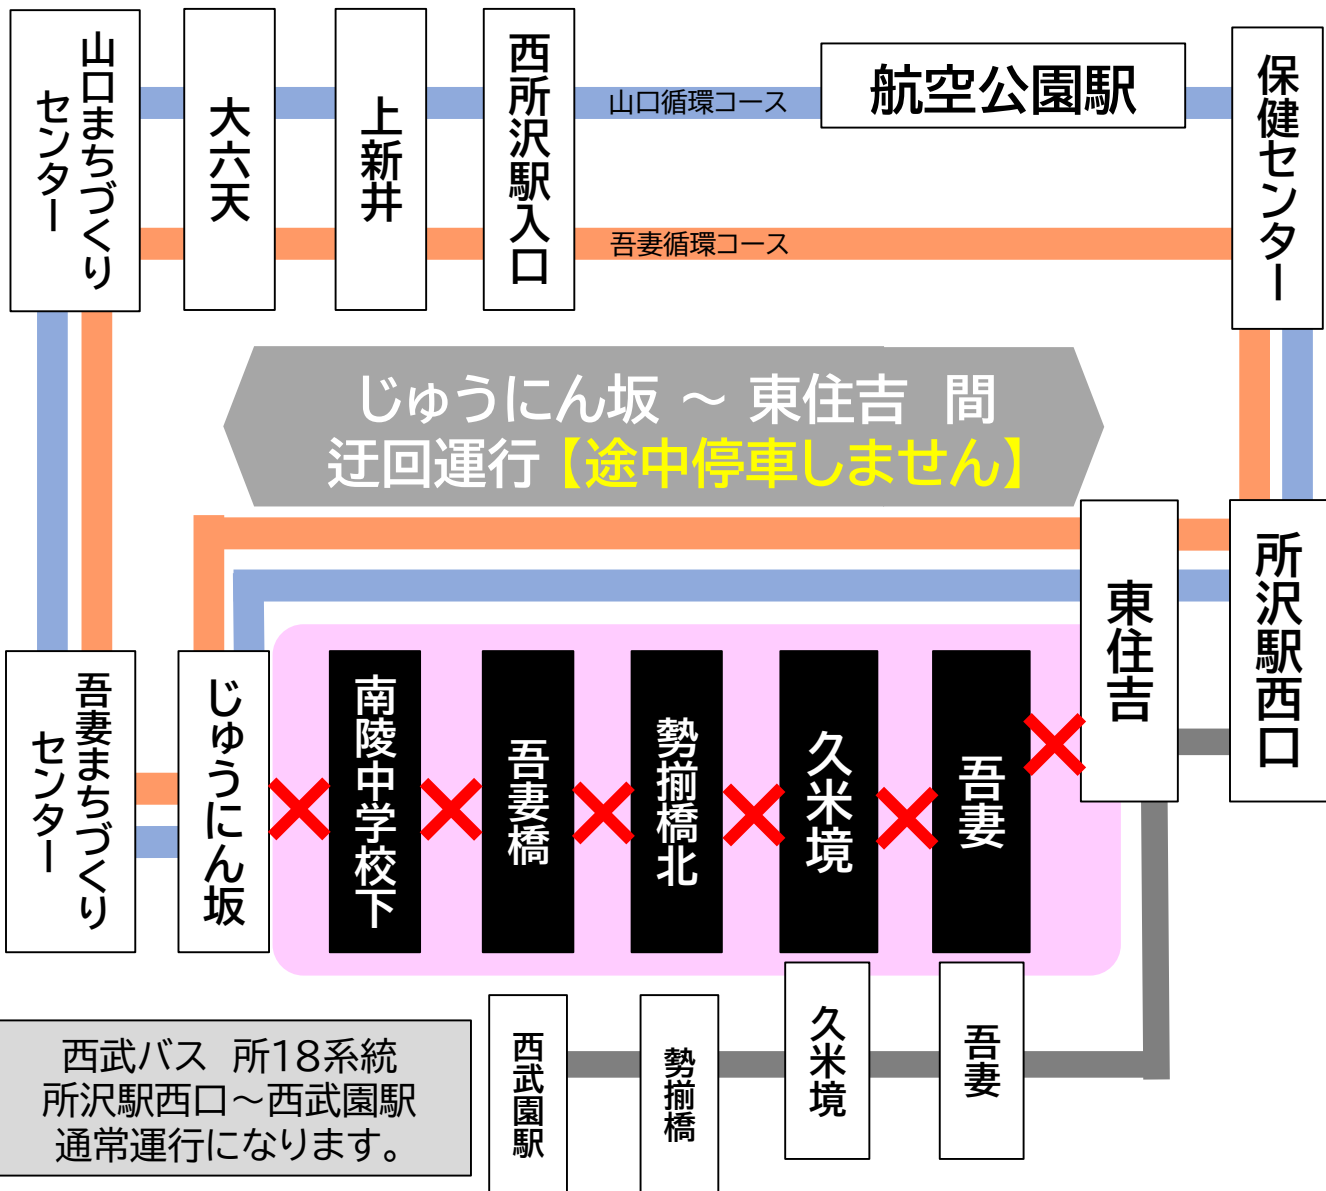 山口まちづくり
センター
大六天
上新井
西所沢駅入口
山口循環コース
航空公園駅
保健センター
吾妻循環コース
じゅうにん坂 ～ 東住吉　間
迂回運行【途中停車しません】
所沢駅西口
東住吉
吾妻まちづくり
センター
じゅうにん坂
南陵中学校下
吾妻橋
勢揃橋北
久米境
吾妻
西武バス　所18系統
所沢駅西口～西武園駅
通常運行になります。
西武園駅
勢揃橋
久米境
吾妻